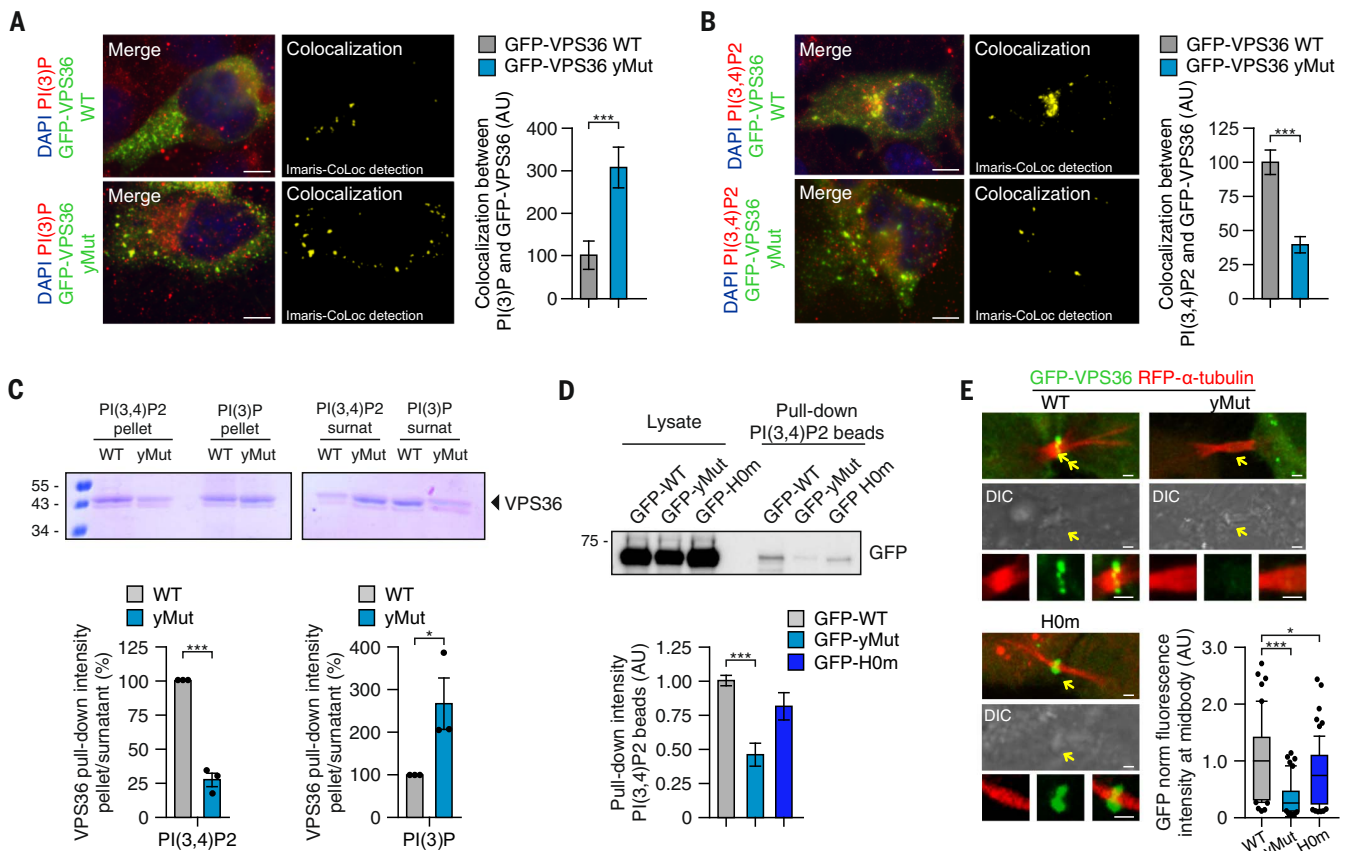 A
DAPI PI(3)P
GFP-VPS36
WT
Merge
Colocalization
Imaris-CoLoc detection
DAPI PI(3)P
GFP-VPS36
yMut
Merge
Colocalization
Imaris-CoLoc detection
GFP-VPS36 WT
GFP-VPS36 yMut
Colocalization between
PI(3)P and GFP-VPS36 (AU)
400
300
200
100
0
***
B
DAPI PI(3,4)P2
GFP-VPS36
WT
Merge
Colocalization
Imaris-CoLoc detection
DAPI PI(3,4)P2
GFP-VPS36
yMut
Merge
Colocalization
Imaris-CoLoc detection
GFP-VPS36 WT
GFP-VPS36 yMut
Colocalization between
PI(3,4)P2 and GFP-VPS36 (AU)
125
100
75
50
25
0
***
C
PI(3,4)P2
pellet
PI(3)P
pellet
PI(3,4)P2
surnat
PI(3)P
surnat
WT yMut WT yMut WT yMut WT yMut
55 -
43 -
34 -
VPS36
WT
yMut
VPS36 pull-down intensity
pellet/surnatant (%)
125
100
75
50
25
0
***
PI(3,4)P2
WT
yMut
VPS36 pull-down intensity
pellet/surnatant (%)
400
300
200
100
0
*
PI(3)P
D
Lysate
Pull-down
PI(3,4)P2 beads
GFP-WT
GFP-yMut
GFP-H0m
GFP-WT
GFP-yMut
GFP H0m
75 -
GFP
GFP-WT
GFP-yMut
GFP-H0m
Pull-down intensity
PI(3,4)P2 beads (AU)
1.25
1.00
0.75
0.50
0.25
0
***
E
GFP-VPS36 RFP-α-tubulin
WT
yMut
DIC
DIC
H0m
DIC
GFP norm fluorescence
intensity at midbody (AU)
3.0
2.0
1.0
0
*
***
WT
yMut
H0m